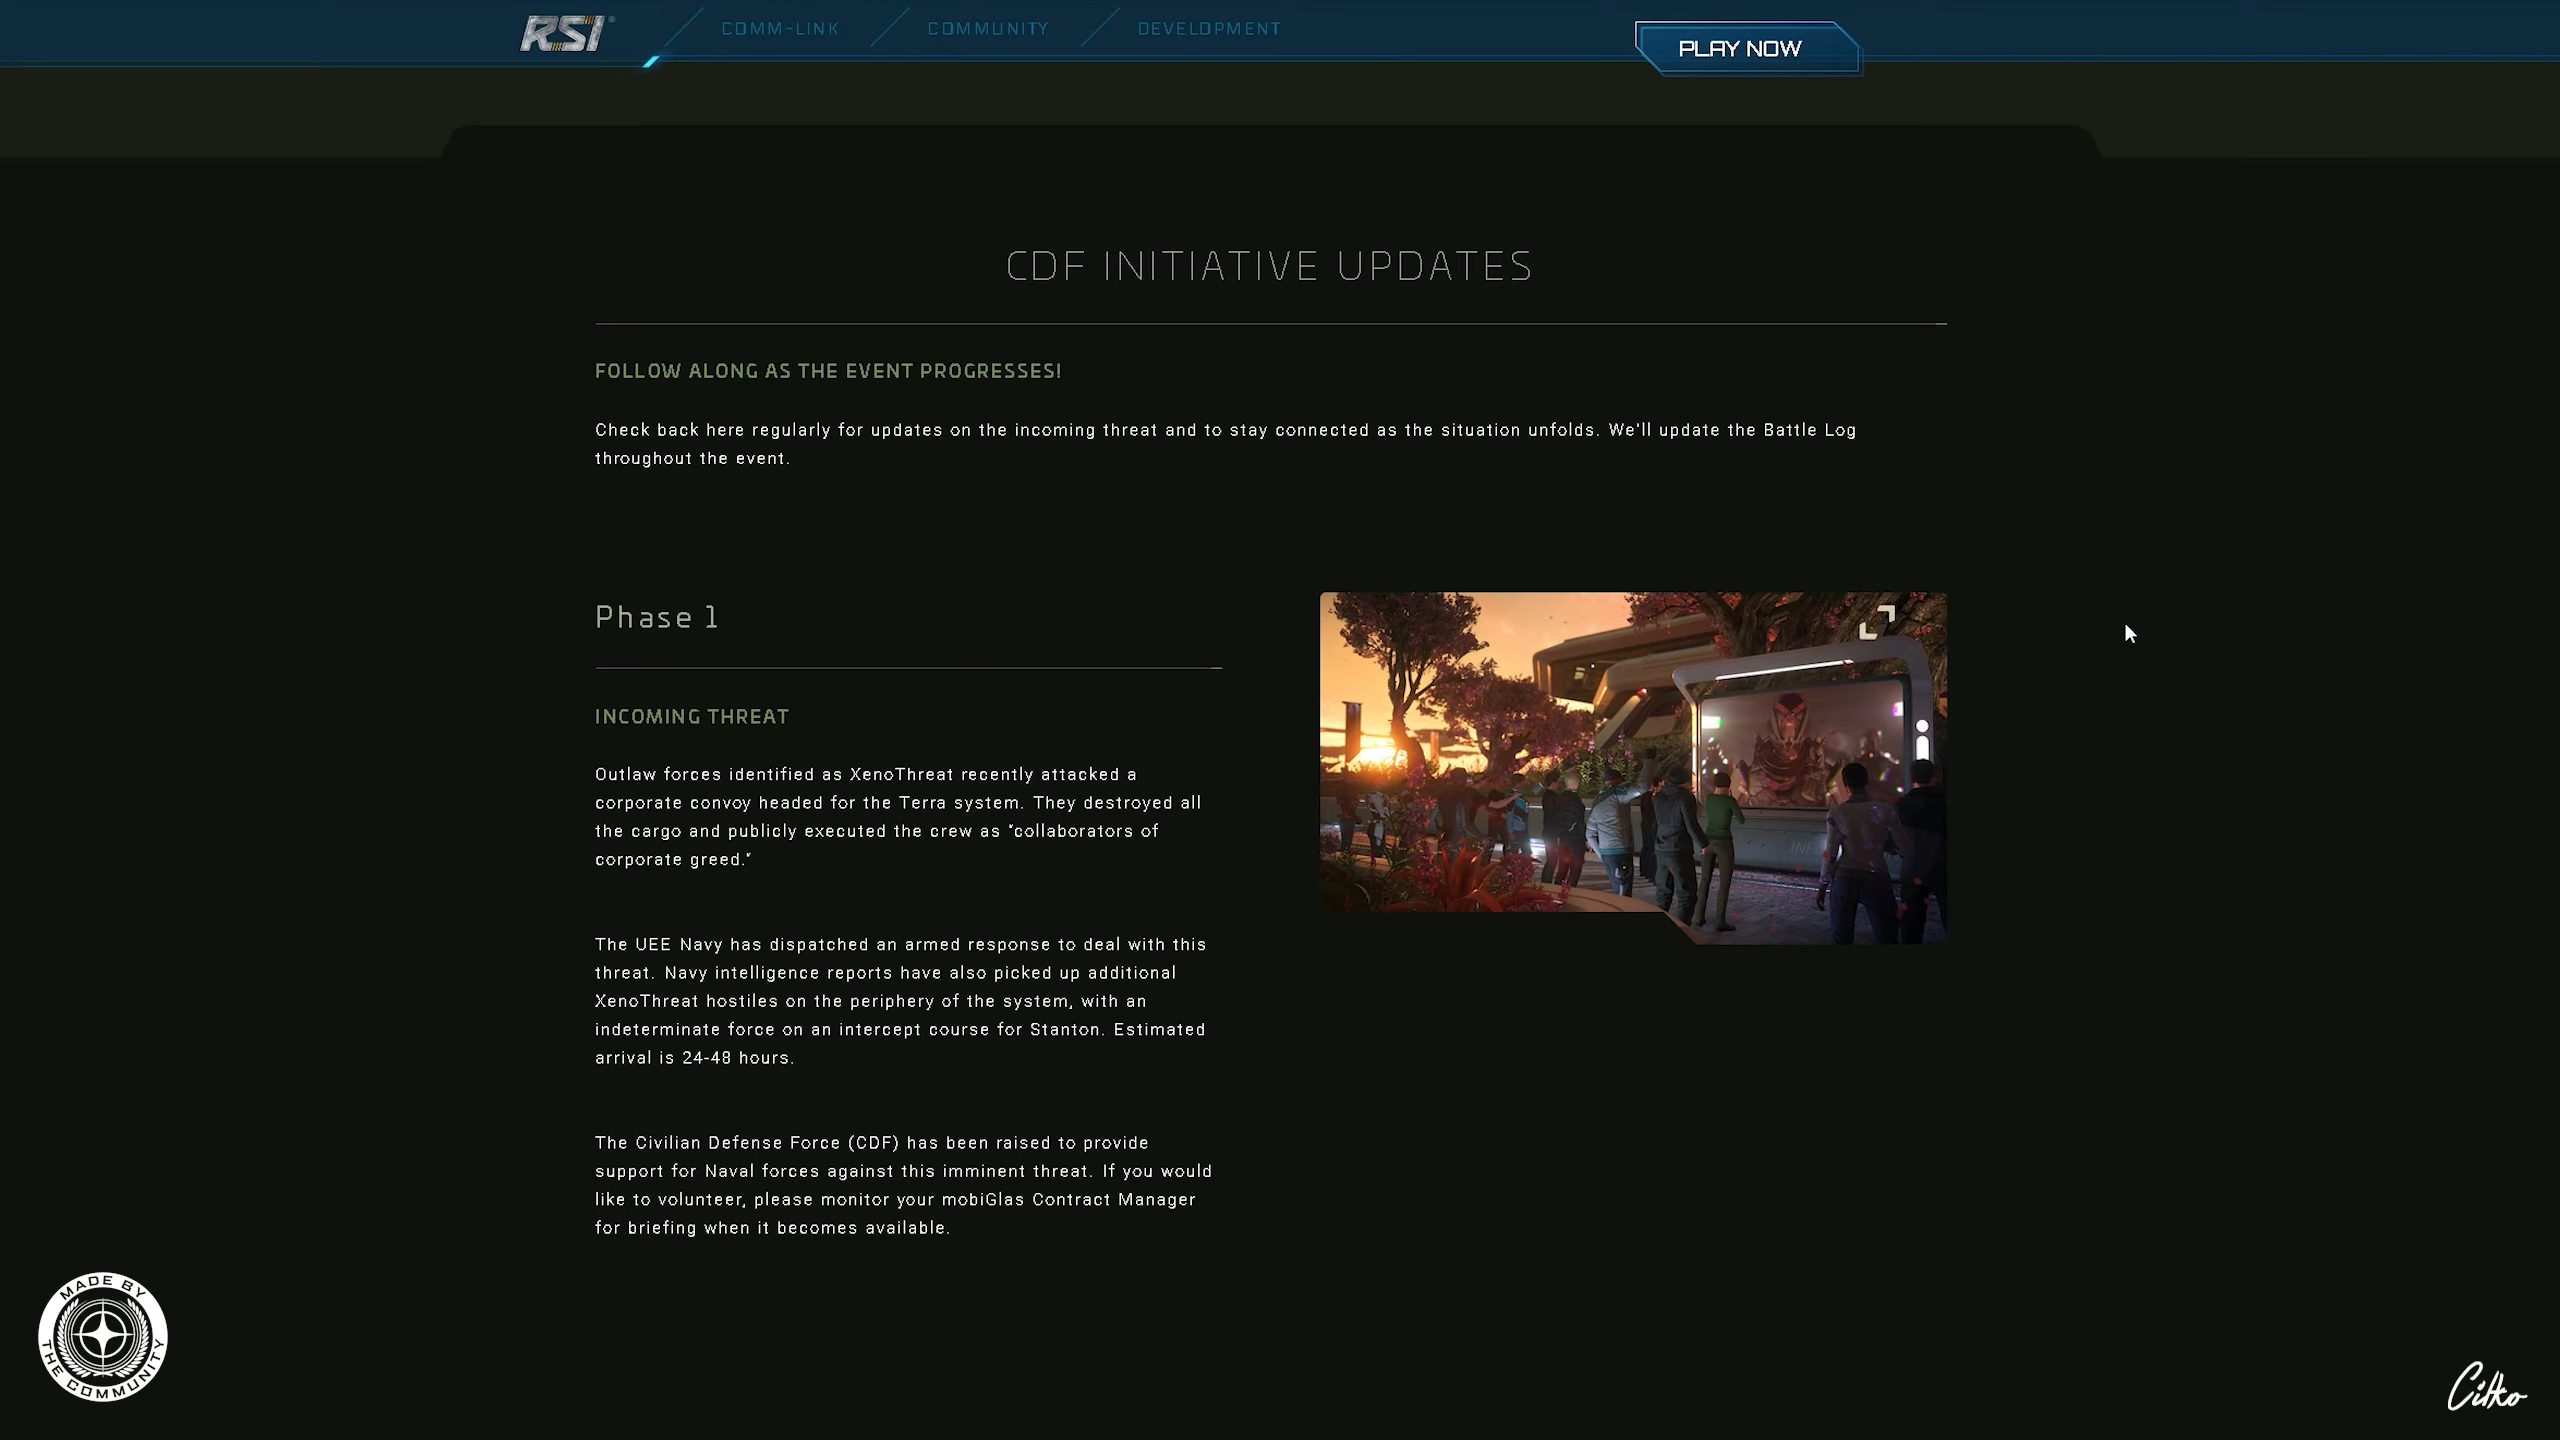 RSI
COMM-LINK
COMMUNITY
DEVELOPMENT
PLAY NOW
CDF INITIATIVE UPDATES
FOLLOW ALONG AS THE EVENT PROGRESSES!
Check back here regularly for updates on the incoming threat and to stay connected as the situation unfolds. We'll update the Battle Log
throughout the event.
Phase 1
INCOMING THREAT
Outlaw forces identified as XenoThreat recently attacked a
corporate convoy headed for the Terra system. They destroyed all
the cargo and publicly executed the crew as "collaborators of
corporate greed."
The UEE Navy has dispatched an armed response to deal with this
threat. Navy intelligence reports have also picked up additional
XenoThreat hostiles on the periphery of the system, with an
indeterminate force on an intercept course for Stanton. Estimated
arrival is 24-48 hours.
The Civilian Defense Force (CDF) has been raised to provide
support for Naval forces against this imminent threat. If you would
like to volunteer, please monitor your mobiGlas Contract Manager
for briefing when it becomes available.
MADE BY
THE COMMUNITY